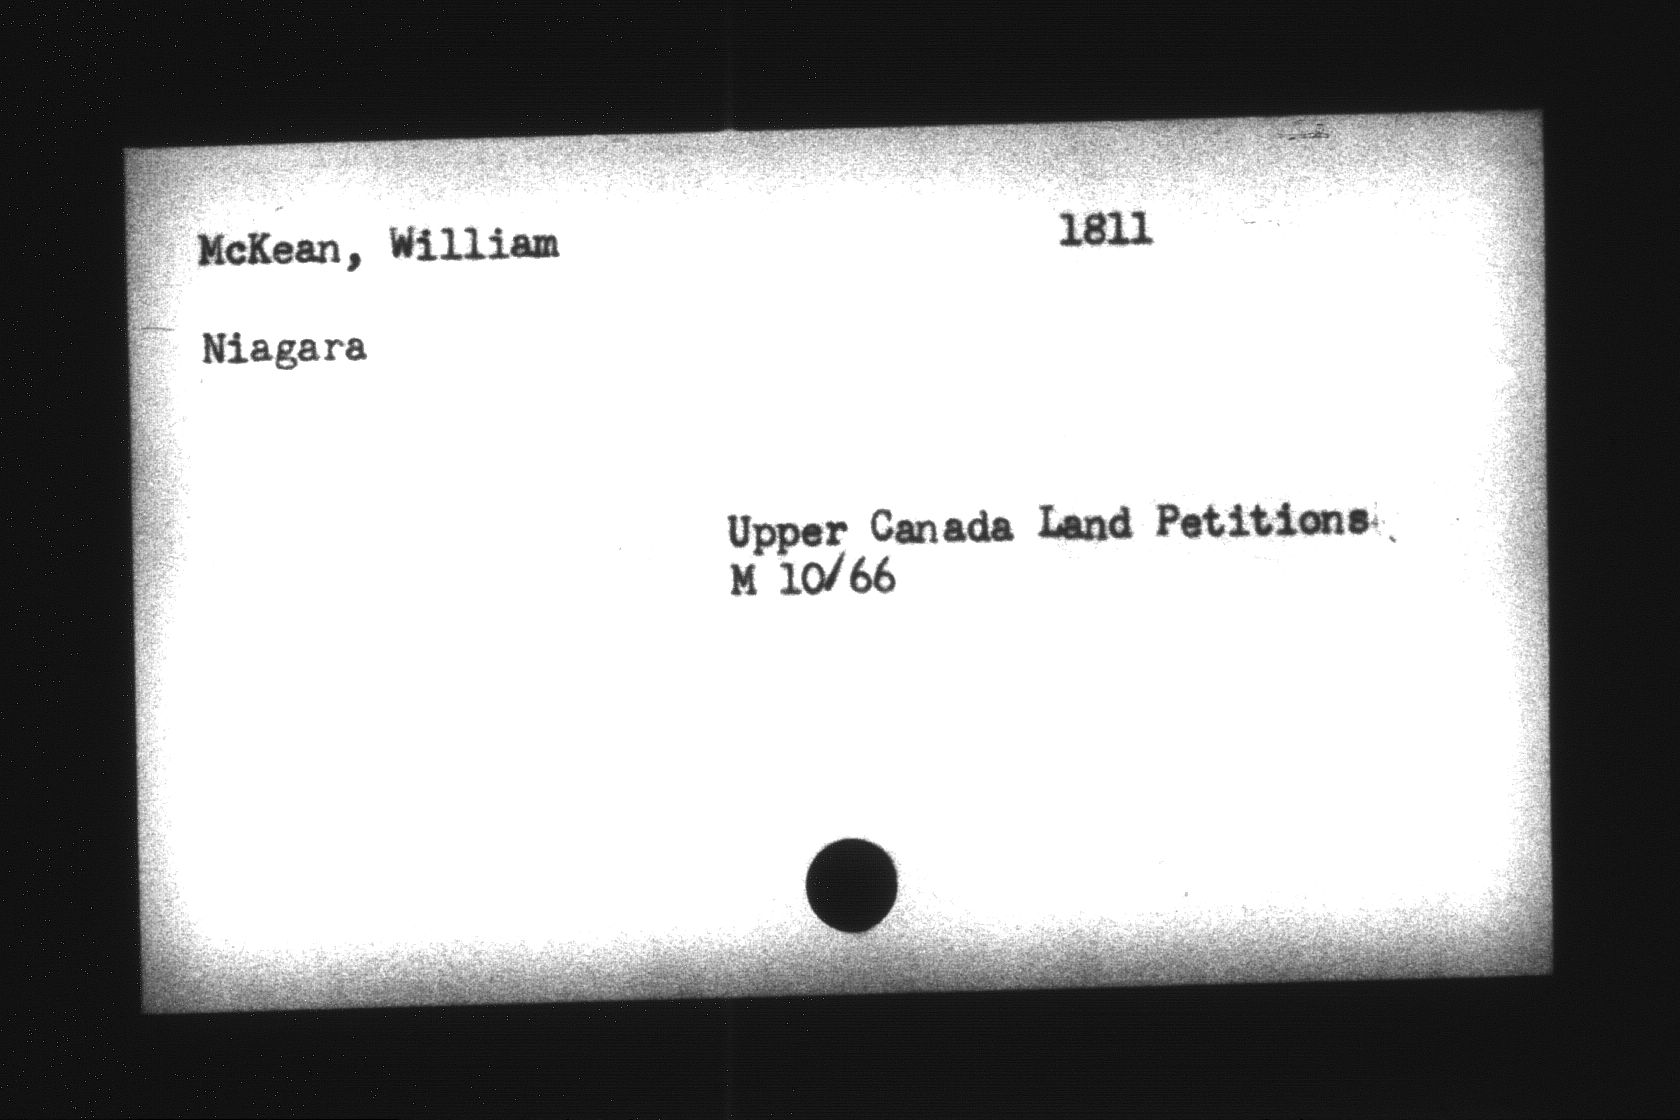 McKean, William 1811
Niagara
Upper Canada Land Petitions
M 10/66